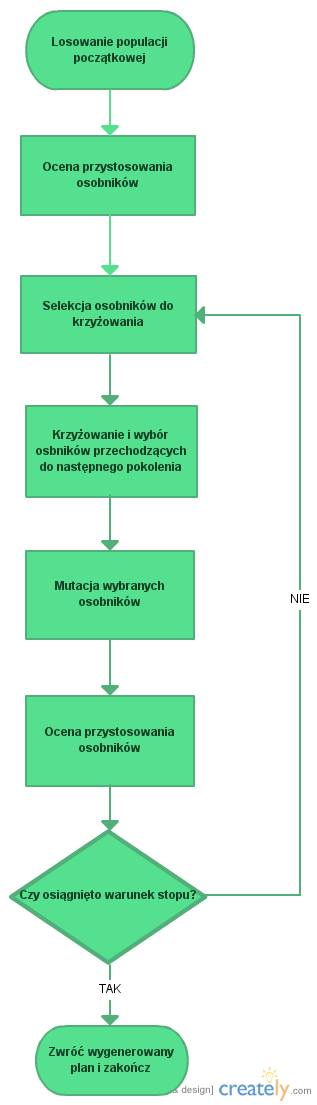 Losowanie populacji
początkowej
Ocena przystosowania
osobników
Selekcja osobników do
krzyżowania
Krzyżowanie i wybór
osbników przechodzących
do następnego pokolenia
Mutacja wybranych
osobników
NIE
Ocena przystosowania
osobników
Czy osiągnięto warunek stopu?
TAK
Zwróć wygenerowany
plan i zakończ
& design]
creately.com